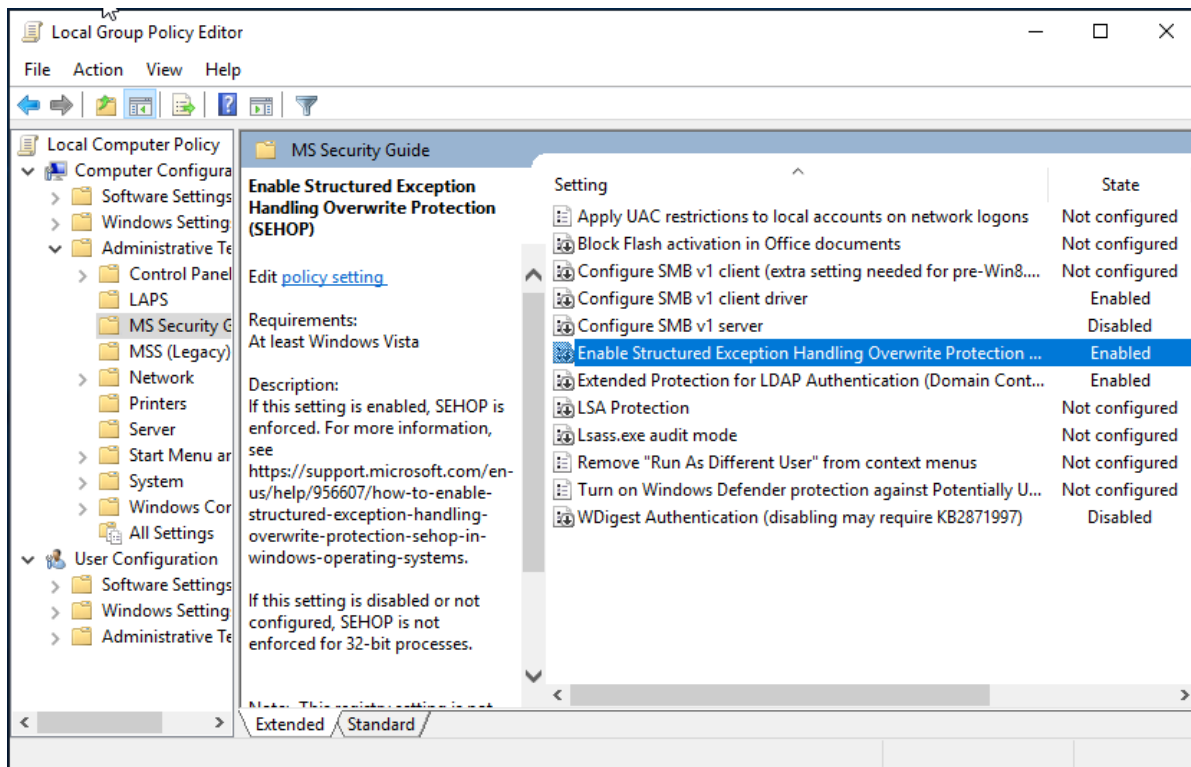 Local Group Policy Editor
File Action View Help
Local Computer Policy
Computer Configura
Software Settings
Windows Setting
Administrative Te
Control Panel
LAPS
MS Security G
MSS (Legacy)
Network
Printers
Server
Start Menu ar
System
Windows Cor
All Settings
User Configuration
Software Settings
Windows Setting
Administrative Te
MS Security Guide
Enable Structured Exception
Handling Overwrite Protection
(SEHOP)
Edit policy setting
Requirements:
At least Windows Vista
Description:
If this setting is enabled, SEHOP is
enforced. For more information,
see
https://support.microsoft.com/en-
us/help/956607/how-to-enable-
structured-exception-handling-
overwrite-protection-sehop-in-
windows-operating-systems.
If this setting is disabled or not
configured, SEHOP is not
enforced for 32-bit processes.
Note: This registry setting is not
Setting State
Apply UAC restrictions to local accounts on network logons Not configured
Block Flash activation in Office documents Not configured
Configure SMB v1 client (extra setting needed for pre-Win8.... Not configured
Configure SMB v1 client driver Enabled
Configure SMB v1 server Disabled
Enable Structured Exception Handling Overwrite Protection ... Enabled
Extended Protection for LDAP Authentication (Domain Cont... Enabled
LSA Protection Not configured
Lsass.exe audit mode Not configured
Remove "Run As Different User" from context menus Not configured
Turn on Windows Defender protection against Potentially U... Not configured
WDigest Authentication (disabling may require KB2871997) Disabled
Extended Standard